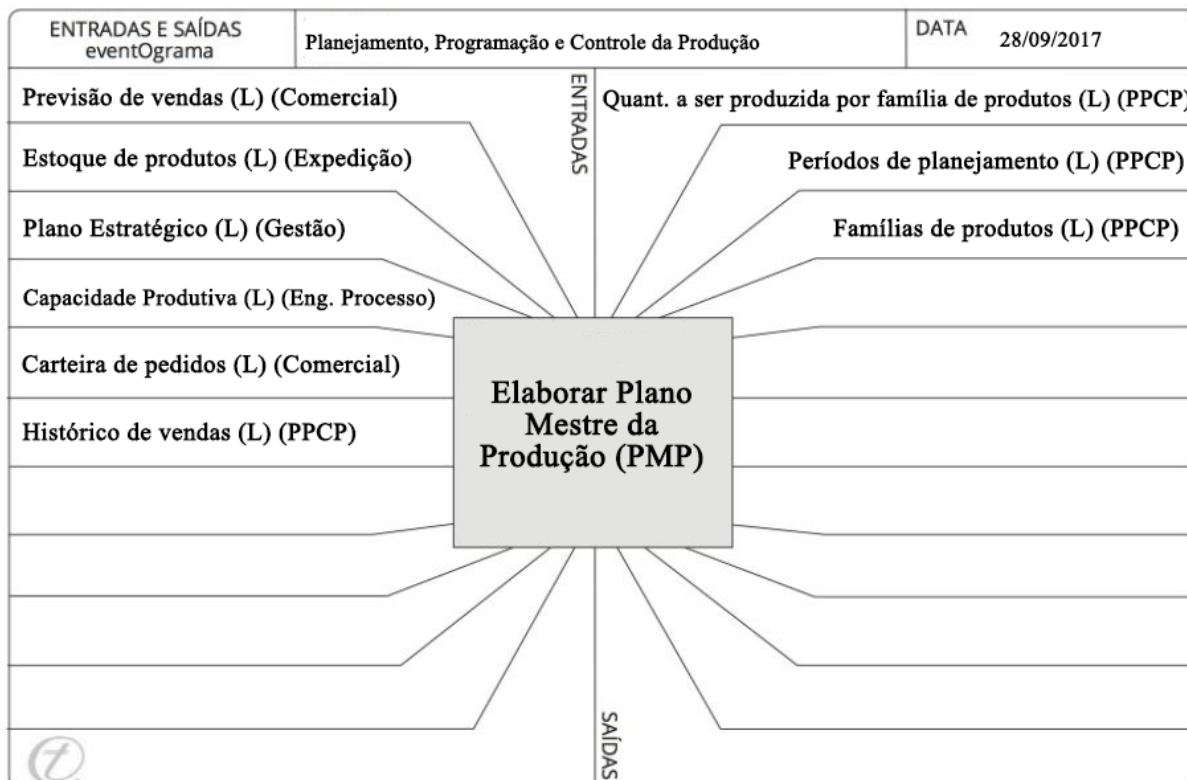 ENTRADAS E SAÍDAS
eventOgrama
Planejamento, Programação e Controle da Produção
DATA
28/09/2017
ENTRADAS
Previsão de vendas (L) (Comercial)
Estoque de produtos (L) (Expedição)
Plano Estratégico (L) (Gestão)
Capacidade Produtiva (L) (Eng. Processo)
Carteira de pedidos (L) (Comercial)
Histórico de vendas (L) (PPCP)
Elaborar Plano
Mestre da
Produção (PMP)
Quant. a ser produzida por família de produtos (L) (PPCP)
Períodos de planejamento (L) (PPCP)
Famílias de produtos (L) (PPCP)
SAÍDAS
t